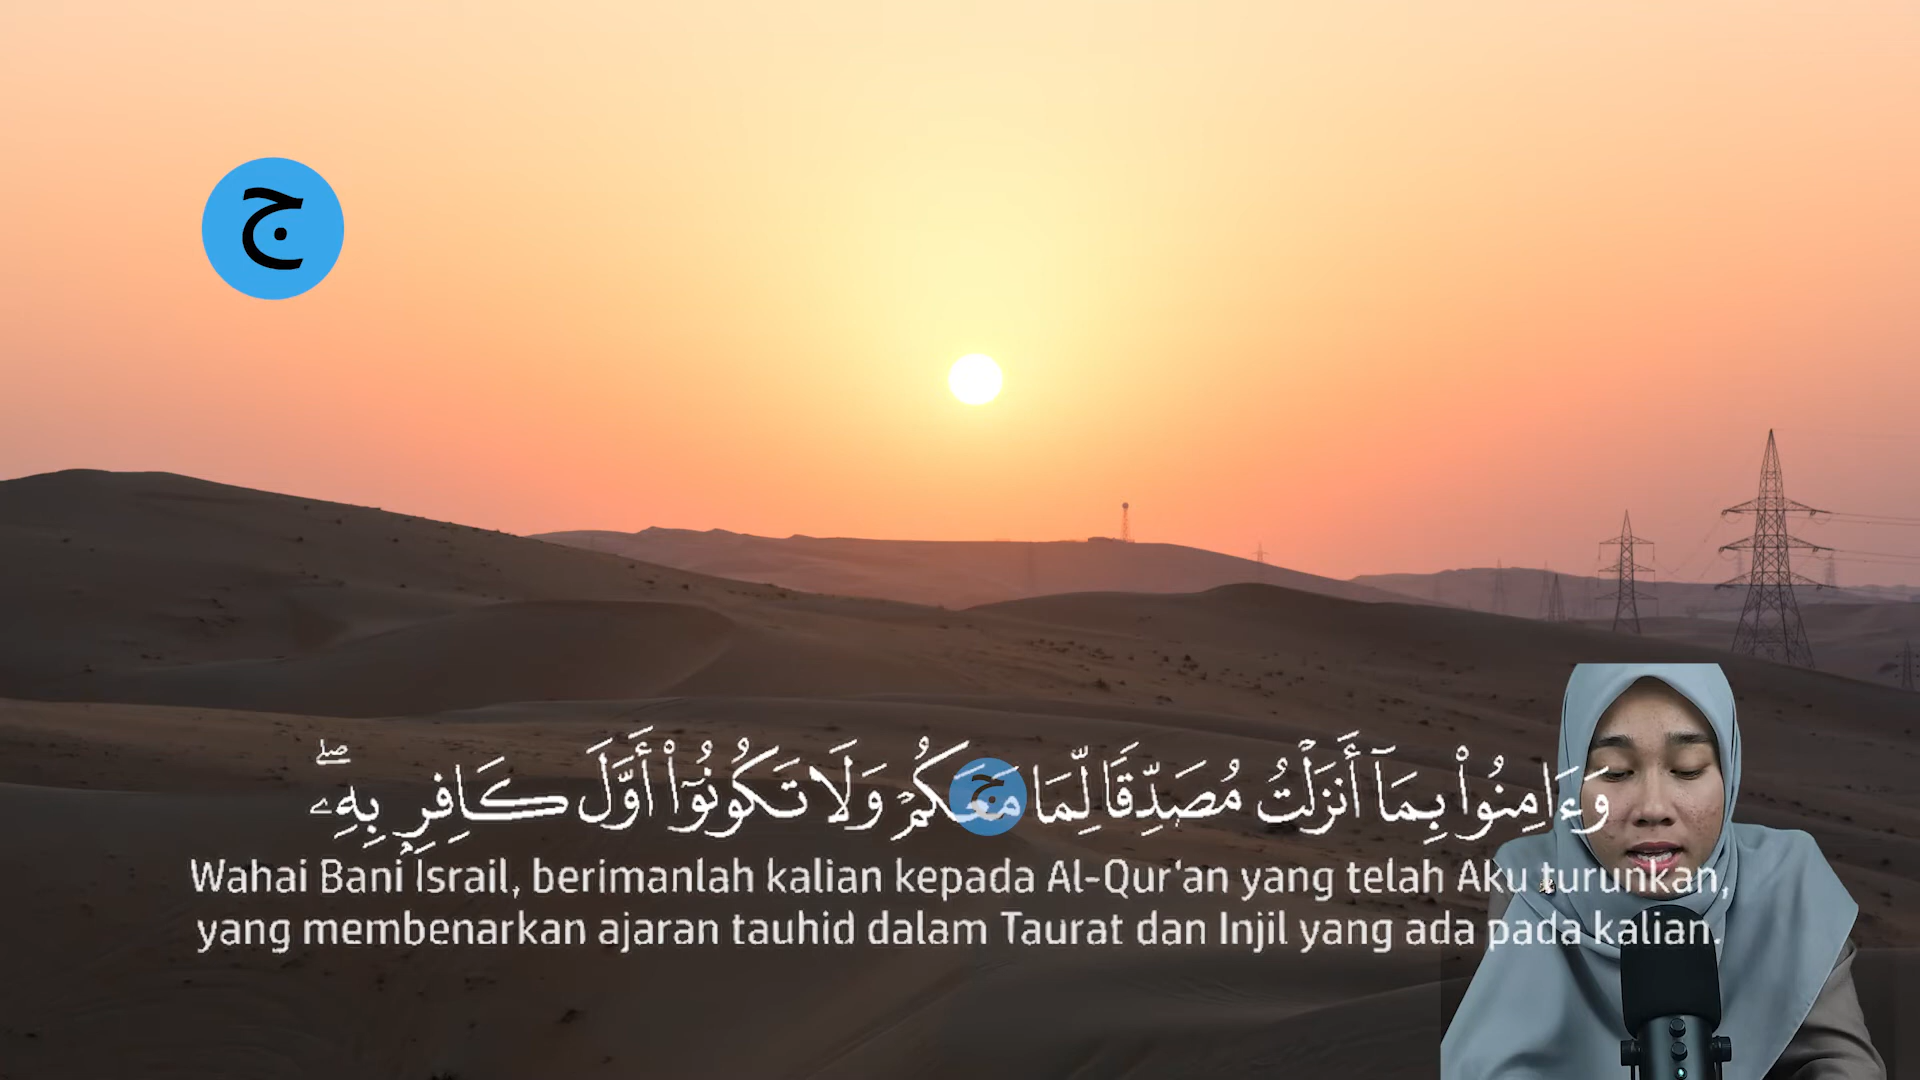 ج
وَءَامِنُوا۟ بِمَآ أَنزَلْتُ مُصَدِّقًا لِّمَا مَعَكُمْ وَلَا تَكُونُوٓا۟ أَوَّلَ كَافِرٍۭ بِهِۦ ۖ
ج
Wahai Bani Israil, berimanlah kalian kepada Al-Qur'an yang telah Aku turunkan,
yang membenarkan ajaran tauhid dalam Taurat dan Injil yang ada pada kalian.